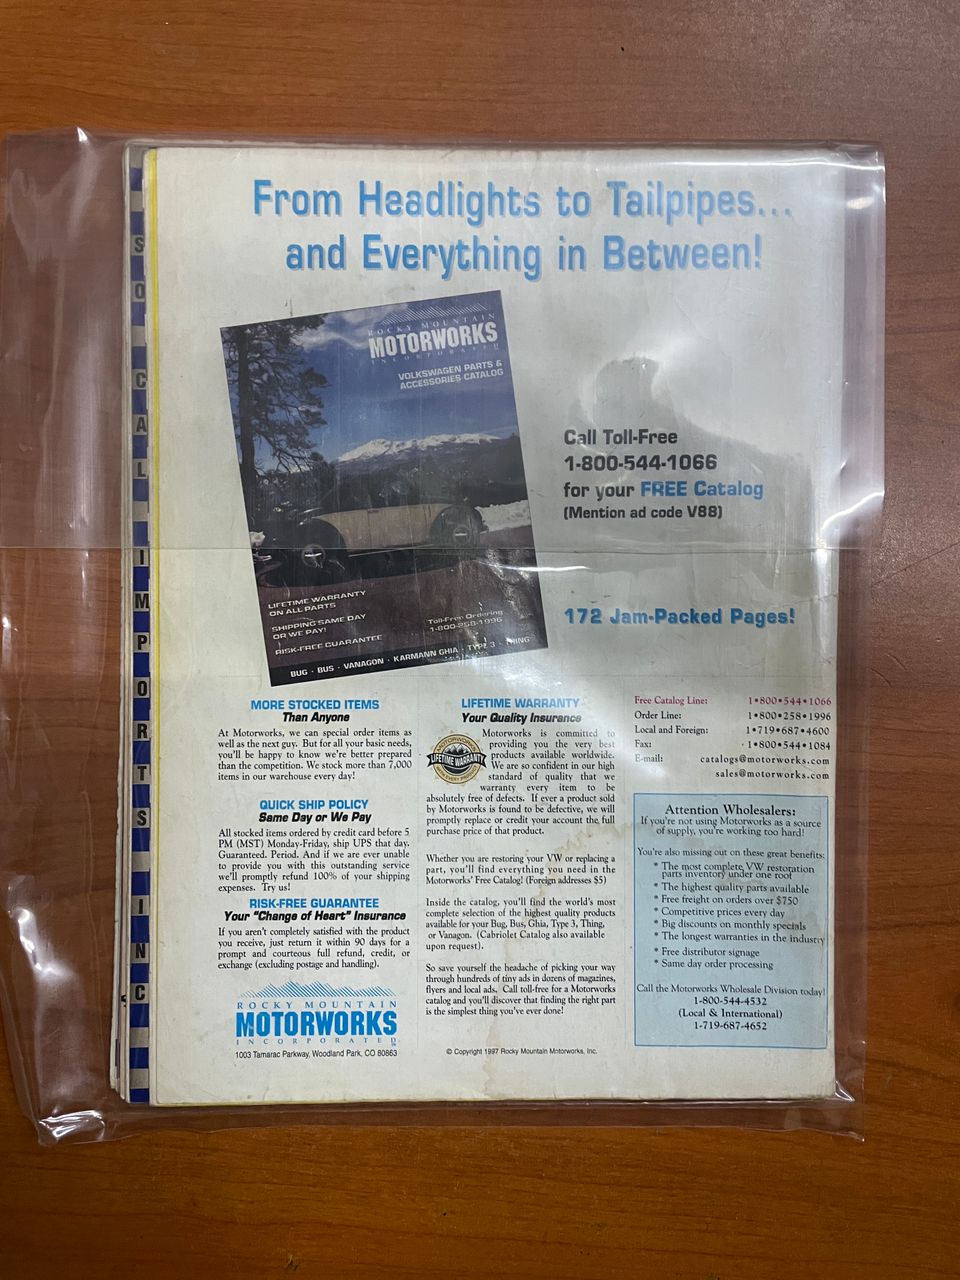 SO CAL IMPORTS INC
From Headlights to Tailpipes...
and Everything in Between!
ROCKY MOUNTAIN
MOTORWORKS
INCORPORATED
VOLKSWAGEN PARTS &
ACCESSORIES CATALOG
LIFETIME WARRANTY
ON ALL PARTS
SHIPPING SAME DAY
OR WE PAY!
RISK-FREE GUARANTEE
Toll-Free Ordering
1-800-258-1996
BUG · BUS · VANAGON · KARMANN GHIA · TYPE 3 · THING
Call Toll-Free
1-800-544-1066
for your FREE Catalog
(Mention ad code V88)
172 Jam-Packed Pages!
MORE STOCKED ITEMS
Than Anyone
At Motorworks, we can special order items as
well as the next guy. But for all your basic needs,
you'll be happy to know we're better prepared
than the competition. We stock more than 7,000
items in our warehouse every day!
QUICK SHIP POLICY
Same Day or We Pay
All stocked items ordered by credit card before 5
PM (MST) Monday-Friday, ship UPS that day.
Guaranteed. Period. And if we are ever unable
to provide you with this outstanding service
we'll promptly refund 100% of your shipping
expenses. Try us!
RISK-FREE GUARANTEE
Your "Change of Heart" Insurance
If you aren't completely satisfied with the product
you receive, just return it within 90 days for a
prompt and courteous full refund, credit, or
exchange (excluding postage and handling).
ROCKY MOUNTAIN
MOTORWORKS
INCORPORATED
1003 Tamarac Parkway, Woodland Park, CO 80863
LIFETIME WARRANTY
Your Quality Insurance
MOTORWORKS
LIFETIME WARRANTY
WITH EVERY PRODUCT
Motorworks is committed to
providing you the very best
products available worldwide.
We are so confident in our high
standard of quality that we
warranty every item to be
absolutely free of defects. If ever a product sold
by Motorworks is found to be defective, we will
promptly replace or credit your account the full
purchase price of that product.
Whether you are restoring your VW or replacing a
part, you'll find everything you need in the
Motorworks' Free Catalog! (Foreign addresses $5)
Inside the catalog, you'll find the world's most
complete selection of the highest quality products
available for your Bug, Bus, Ghia, Type 3, Thing,
or Vanagon. (Cabriolet Catalog also available
upon request).
So save yourself the headache of picking your way
through hundreds of tiny ads in dozens of magazines,
flyers and local ads. Call toll-free for a Motorworks
catalog and you'll discover that finding the right part
is the simplest thing you've ever done!
© Copyright 1997 Rocky Mountain Motorworks, Inc.
Free Catalog Line: 1•800•544•1066
Order Line: 1•800•258•1996
Local and Foreign: 1•719•687•4600
Fax: 1•800•544•1084
E-mail: catalogs@motorworks.com
sales@motorworks.com
Attention Wholesalers:
If you're not using Motorworks as a source
of supply, you're working too hard!
You're also missing out on these great benefits:
* The most complete VW restoration
parts inventory under one roof
* The highest quality parts available
* Free freight on orders over $750
* Competitive prices every day
* Big discounts on monthly specials
* The longest warranties in the industry
* Free distributor signage
* Same day order processing
Call the Motorworks Wholesale Division today!
1-800-544-4532
(Local & International)
1-719-687-4652